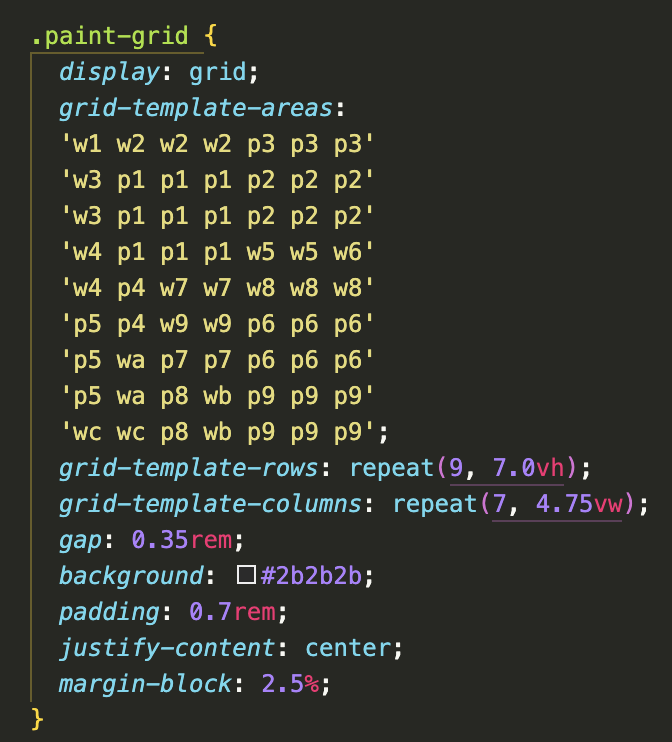 .paint-grid {
display: grid;
grid-template-areas:
'w1 w2 w2 w2 p3 p3 p3'
'w3 p1 p1 p1 p2 p2 p2'
'w3 p1 p1 p1 p2 p2 p2'
'w4 p1 p1 p1 w5 w5 w6'
'w4 p4 w7 w7 w8 w8 w8'
'p5 p4 w9 w9 p6 p6 p6'
'p5 wa p7 p7 p6 p6 p6'
'p5 wa p8 wb p9 p9 p9'
'wc wc p8 wb p9 p9 p9';
grid-template-rows: repeat(9, 7.0vh);
grid-template-columns: repeat(7, 4.75vw);
gap: 0.35rem;
background: #2b2b2b;
padding: 0.7rem;
justify-content: center;
margin-block: 2.5%;
}